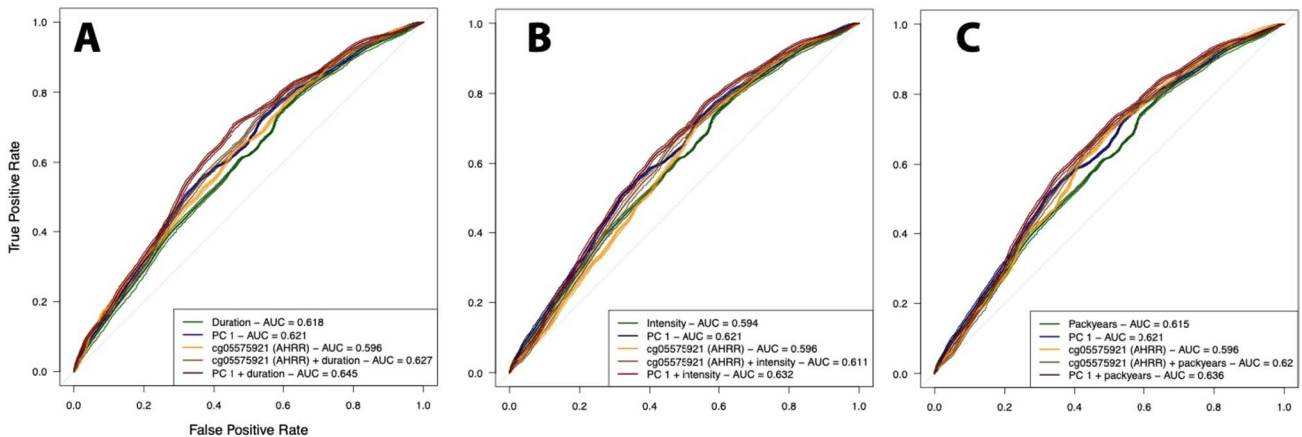 A
1.0
0.8
0.6
0.4
0.2
0.0
True Positive Rate
Duration – AUC = 0.618
PC 1 – AUC = 0.621
cg05575921 (AHRR) – AUC = 0.596
cg05575921 (AHRR) + duration – AUC = 0.627
PC 1 + duration – AUC = 0.645
0.0 0.2 0.4 0.6 0.8 1.0
False Positive Rate
B
1.0
0.8
0.6
0.4
0.2
0.0
Intensity – AUC = 0.594
PC 1 – AUC = 0.621
cg05575921 (AHRR) – AUC = 0.596
cg05575921 (AHRR) + intensity – AUC = 0.611
PC 1 + intensity – AUC = 0.632
0.0 0.2 0.4 0.6 0.8 1.0
C
1.0
0.8
0.6
0.4
0.2
0.0
Packyears – AUC = 0.615
PC 1 – AUC = 0.621
cg05575921 (AHRR) – AUC = 0.596
cg05575921 (AHRR) + packyears – AUC = 0.62
PC 1 + packyears – AUC = 0.636
0.0 0.2 0.4 0.6 0.8 1.0